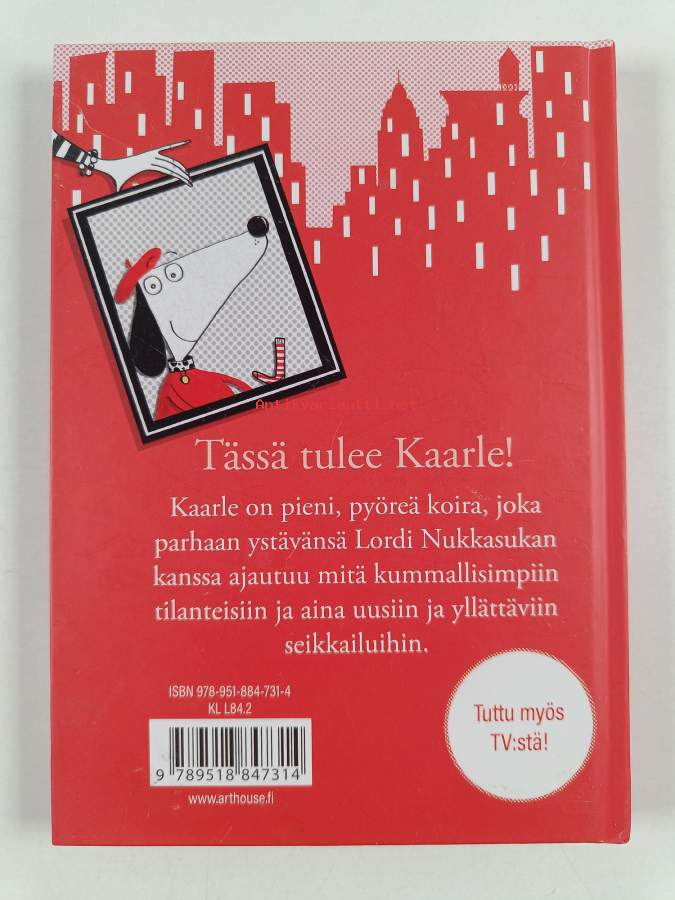 Antikvariaatti.net
Tässä tulee Kaarle!
Kaarle on pieni, pyöreä koira, joka
parhaan ystävänsä Lordi Nukkasukan
kanssa ajautuu mitä kummallisimpiin
tilanteisiin ja aina uusiin ja yllättäviin
seikkailuihin.
ISBN 978-951-884-731-4
KL L84.2
9 789518 847314
www.arthouse.fi
Tuttu myös
TV:stä!